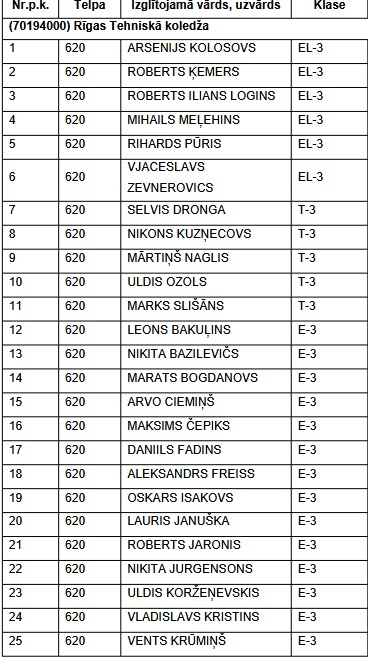 Nr.p.k. Telpa Izglītojamā vārds, uzvārds Klase
(70194000) Rīgas Tehniskā koledža
1 620 ARSENIJS KOLOSOVS EL-3
2 620 ROBERTS ĶEMERS EL-3
3 620 ROBERTS ILIANS LOGINS EL-3
4 620 MIHAILS MEĻEHINS EL-3
5 620 RIHARDS PŪRIS EL-3
6 620 VJACESLAVS ZEVNEROVICS EL-3
7 620 SELVIS DRONGA T-3
8 620 NIKONS KUZŅECOVS T-3
9 620 MĀRTIŅŠ NAGLIS T-3
10 620 ULDIS OZOLS T-3
11 620 MARKS SLIŠĀNS T-3
12 620 LEONS BAKUĻINS E-3
13 620 NIKITA BAZILEVIČS E-3
14 620 MARATS BOGDANOVS E-3
15 620 ARVO CIEMIŅŠ E-3
16 620 MAKSIMS ČEPIKS E-3
17 620 DANIILS FADINS E-3
18 620 ALEKSANDRS FREISS E-3
19 620 OSKARS ISAKOVS E-3
20 620 LAURIS JANUŠKA E-3
21 620 ROBERTS JARONIS E-3
22 620 NIKITA JURGENSONS E-3
23 620 ULDIS KORŽEŅEVSKIS E-3
24 620 VLADISLAVS KRISTINS E-3
25 620 VENTS KRŪMIŅŠ E-3